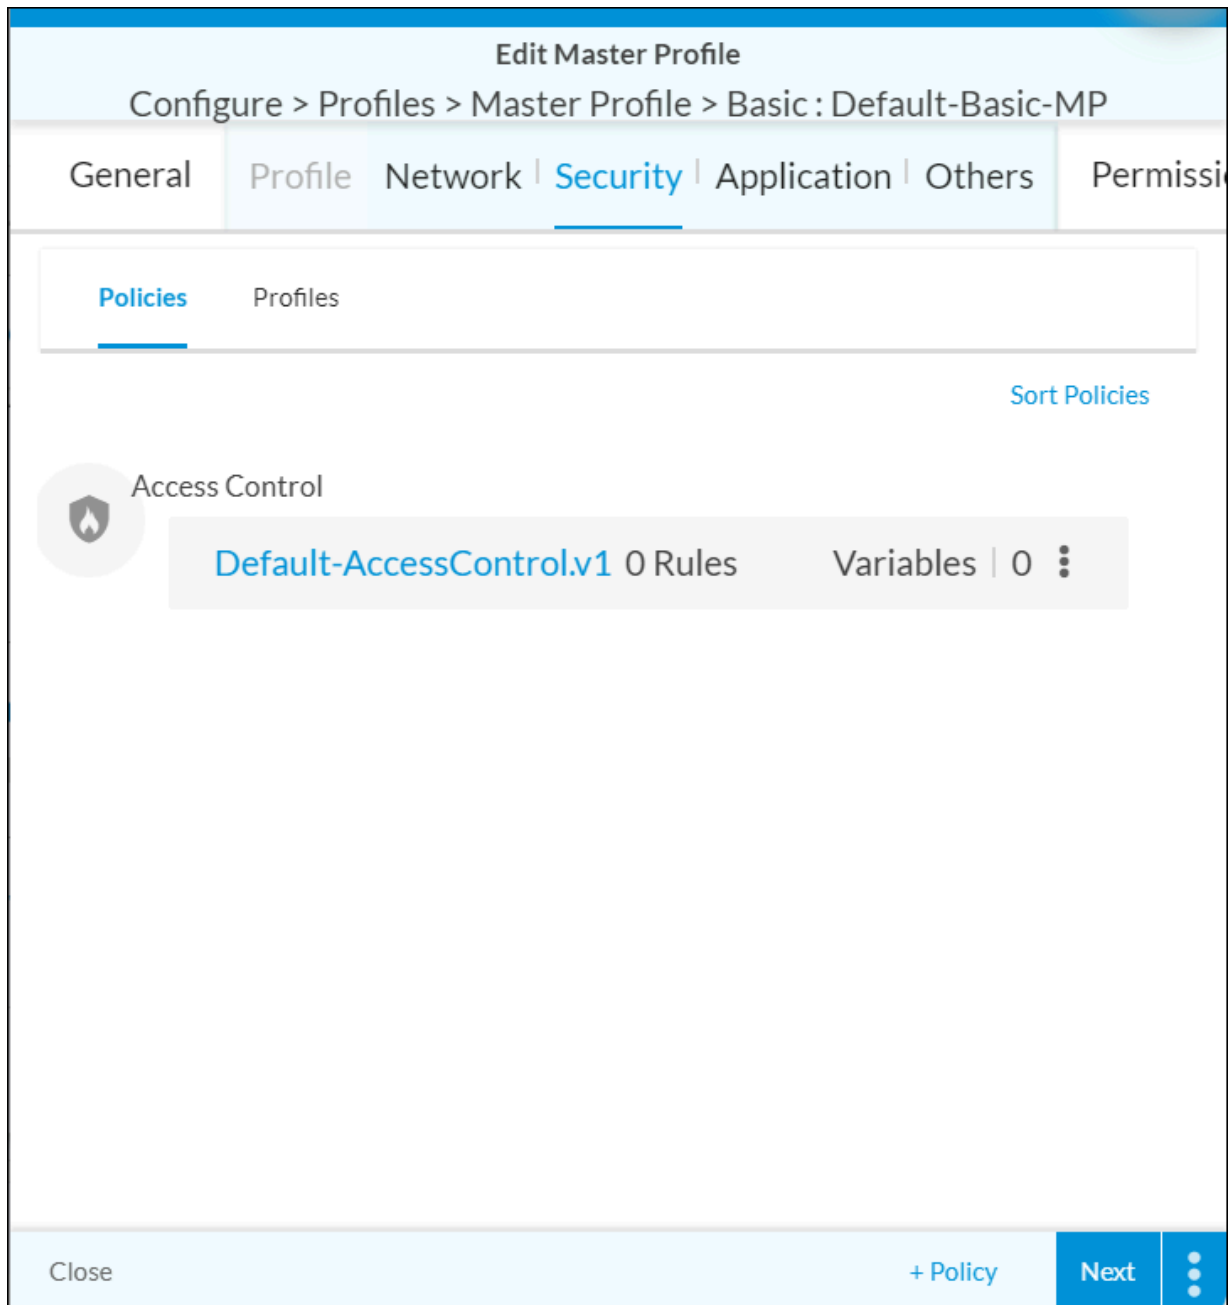 Edit Master Profile
Configure > Profiles > Master Profile > Basic : Default-Basic-MP
General Profile Network Security Application Others Permissi
Policies Profiles
Sort Policies
Access Control
Default-AccessControl.v1 0 Rules Variables 0
Close + Policy Next